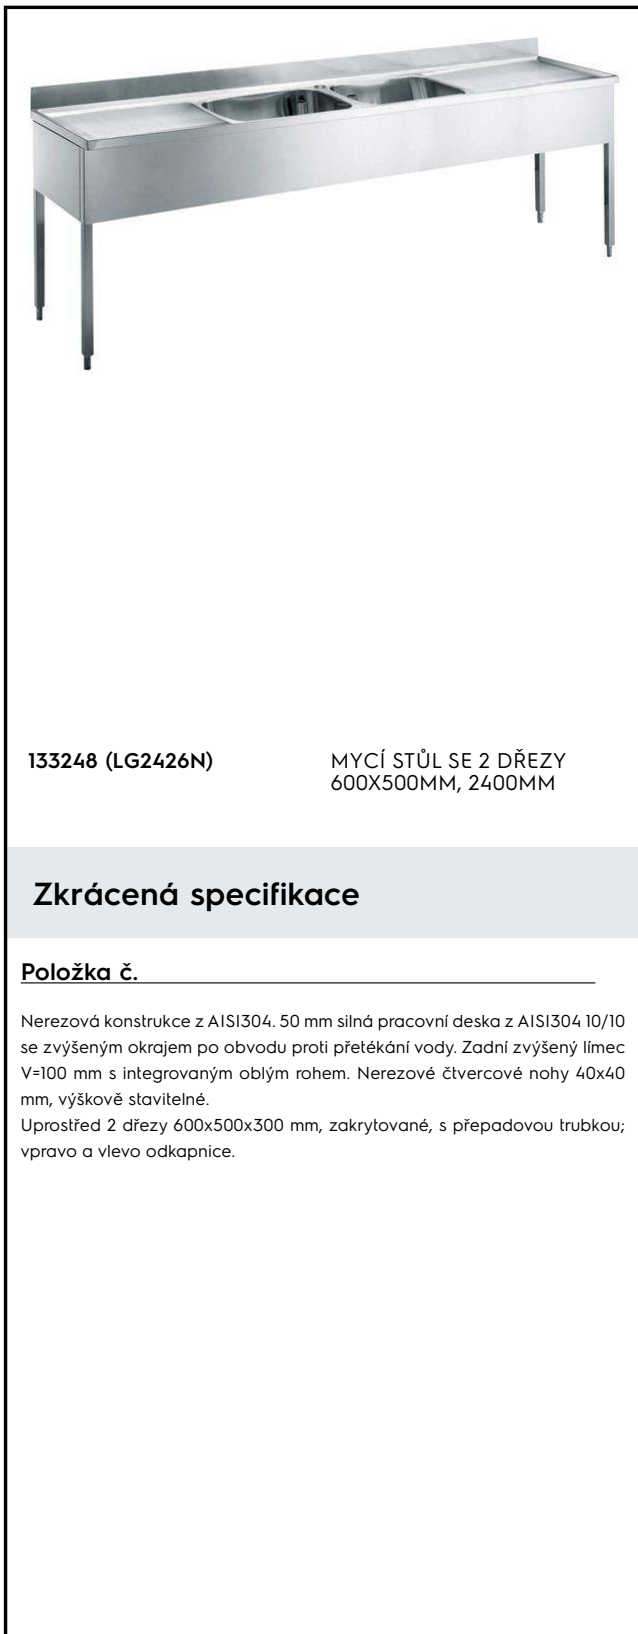 133248 (LG2426N)
MYCÍ STŮL SE 2 DŘEZY
600X500MM, 2400MM
Zkrácená specifikace
Položka č.
Nerezová konstrukce z AISI304. 50 mm silná pracovní deska z AISI304 10/10
se zvýšeným okrajem po obvodu proti přetékání vody. Zadní zvýšený límec
V=100 mm s integrovaným oblým rohem. Nerezové čtvercové nohy 40x40
mm, výškově stavitelné.
Uprostřed 2 dřezy 600x500x300 mm, zakrytované, s přepadovou trubkou;
vpravo a vlevo odkapnice.